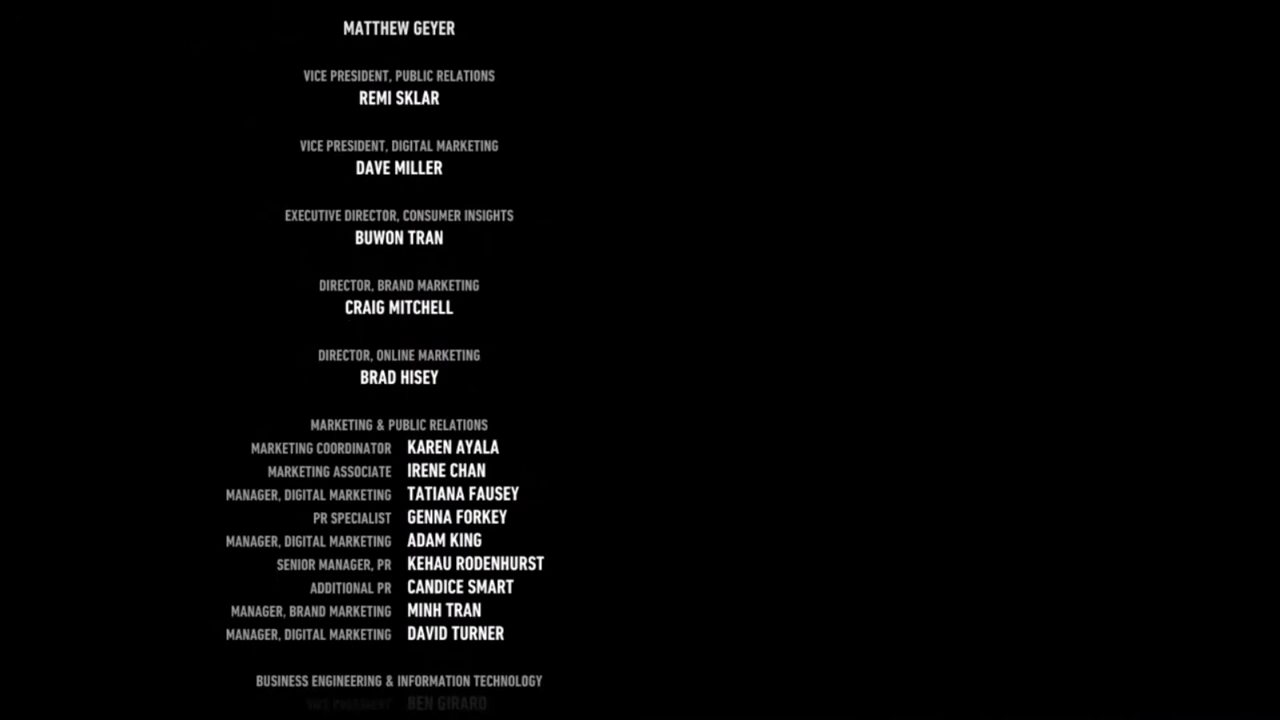 MATTHEW GEYER
VICE PRESIDENT, PUBLIC RELATIONS
REMI SKLAR
VICE PRESIDENT, DIGITAL MARKETING
DAVE MILLER
EXECUTIVE DIRECTOR, CONSUMER INSIGHTS
BUWON TRAN
DIRECTOR, BRAND MARKETING
CRAIG MITCHELL
DIRECTOR, ONLINE MARKETING
BRAD HISEY
MARKETING & PUBLIC RELATIONS
MARKETING COORDINATOR KAREN AYALA
MARKETING ASSOCIATE IRENE CHAN
MANAGER, DIGITAL MARKETING TATIANA FAUSEY
PR SPECIALIST GENNA FORKEY
MANAGER, DIGITAL MARKETING ADAM KING
SENIOR MANAGER, PR KEHAU RODENHURST
ADDITIONAL PR CANDICE SMART
MANAGER, BRAND MARKETING MINH TRAN
MANAGER, DIGITAL MARKETING DAVID TURNER
BUSINESS ENGINEERING & INFORMATION TECHNOLOGY
VICE PRESIDENT BEN GIRARD